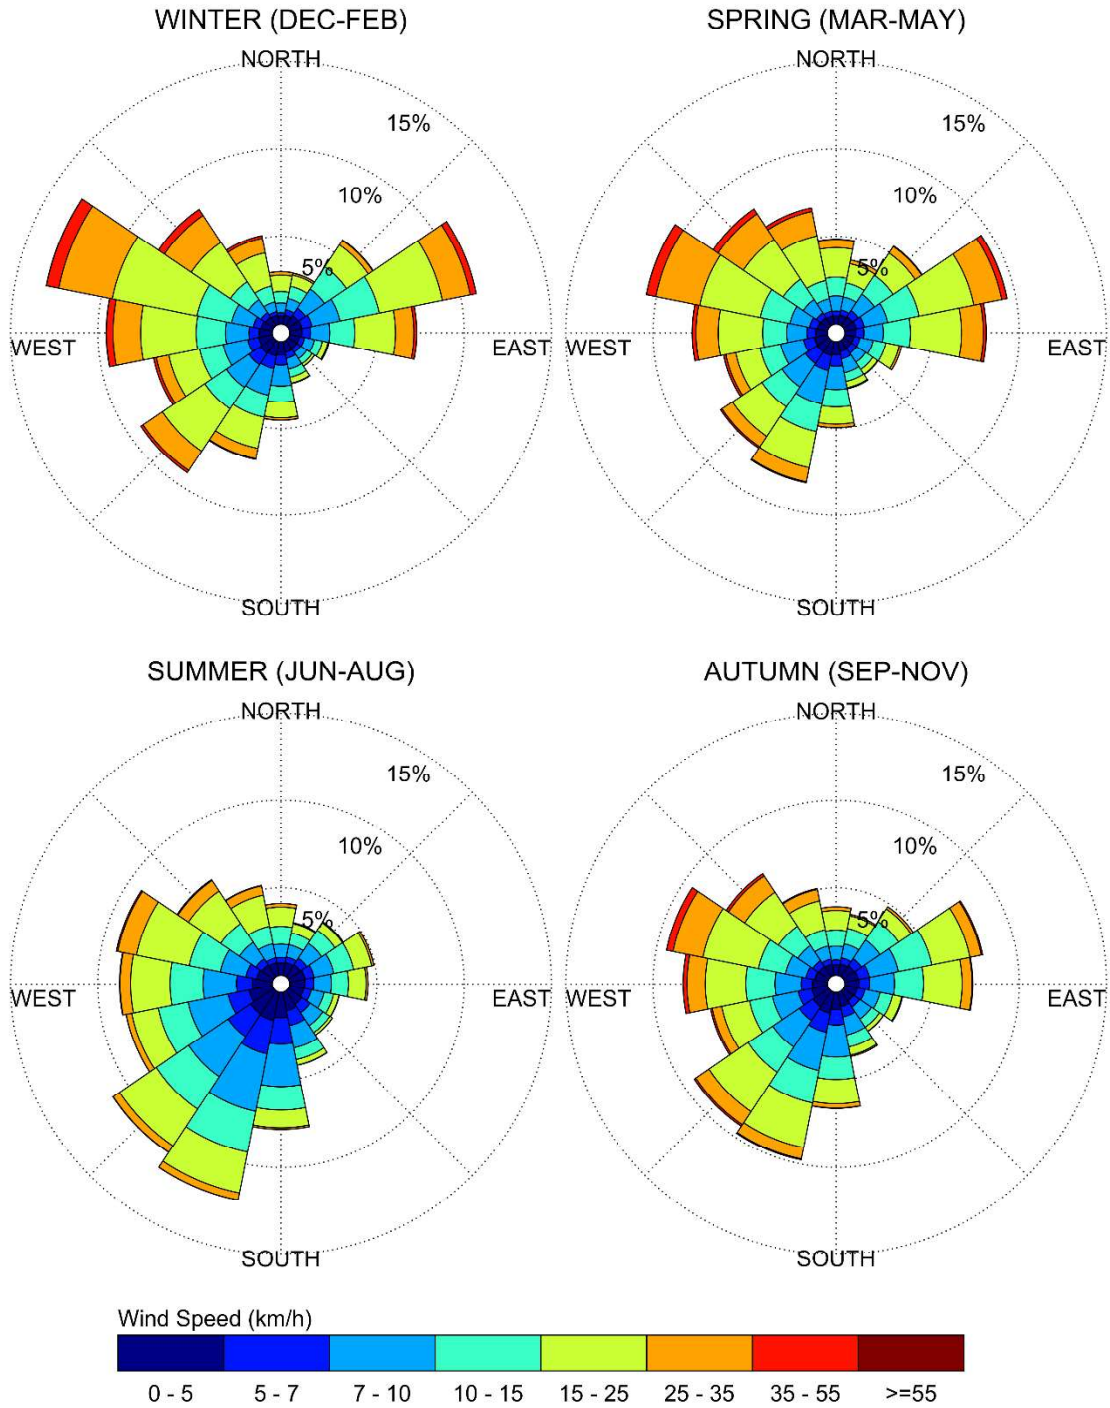 WINTER (DEC-FEB)
NORTH
15%
10%
5%
WEST
EAST
SOUTH
SPRING (MAR-MAY)
NORTH
15%
10%
5%
WEST
EAST
SOUTH
SUMMER (JUN-AUG)
NORTH
15%
10%
5%
WEST
EAST
SOUTH
AUTUMN (SEP-NOV)
NORTH
15%
10%
5%
WEST
EAST
SOUTH
Wind Speed (km/h)
0 - 5 5 - 7 7 - 10 10 - 15 15 - 25 25 - 35 35 - 55 >=55